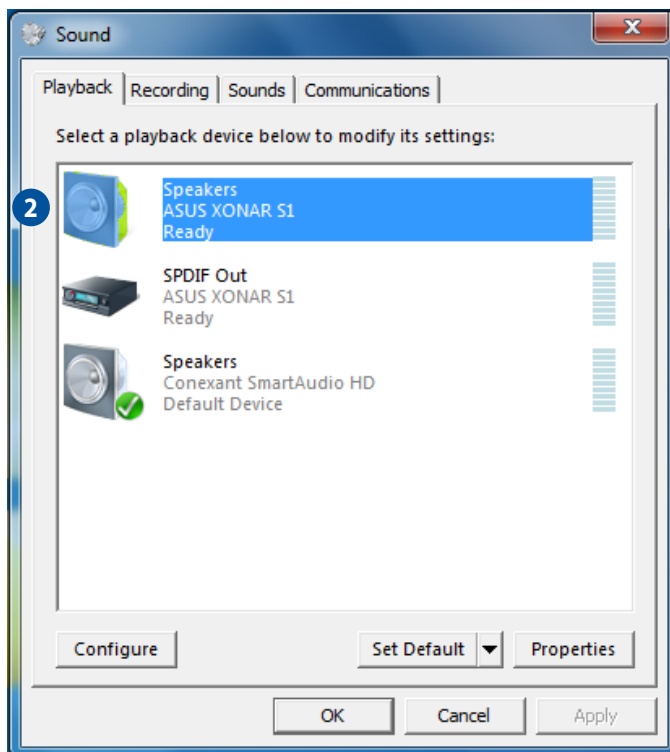 Sound
Playback Recording Sounds Communications
Select a playback device below to modify its settings:
2
Speakers
ASUS XONAR S1
Ready
SPDIF Out
ASUS XONAR S1
Ready
Speakers
Conexant SmartAudio HD
Default Device
Configure Set Default Properties
OK Cancel Apply